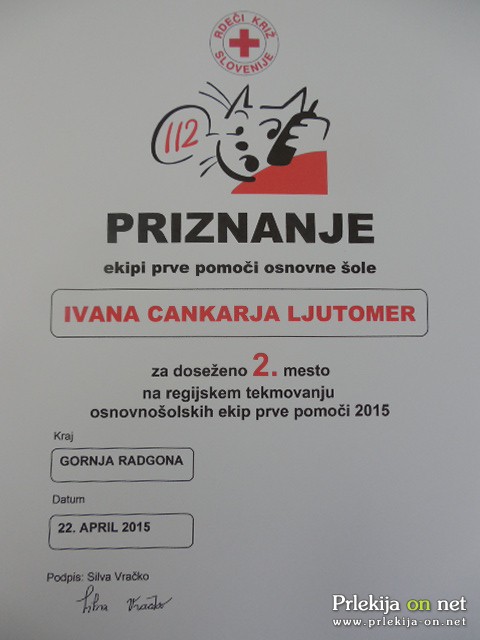 RDEČI KRIŽ
SLOVENIJE
112
PRIZNANJE
ekipi prve pomoči osnovne šole
IVANA CANKARJA LJUTOMER
za doseženo 2. mesto
na regijskem tekmovanju
osnovnošolskih ekip prve pomoči 2015
Kraj
GORNJA RADGONA
Datum
22. APRIL 2015
Podpis: Silva Vračko
Silva Vračko
Prlekija on net
www.prlekija-on.net